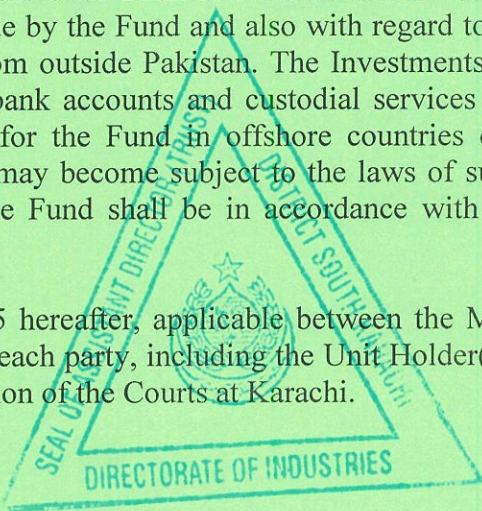 de by the Fund and also with regard to
om outside Pakistan. The Investments
bank accounts and custodial services
for the Fund in offshore countries
may become subject to the laws of su
e Fund shall be in accordance with
5 hereafter, applicable between the M
each party, including the Unit Holder(
ion of the Courts at Karachi.
SEAL OF ASSISTANT DIRECTOR TRUST
DISTRICT SOUTH KARACHI
DIRECTORATE OF INDUSTRIES